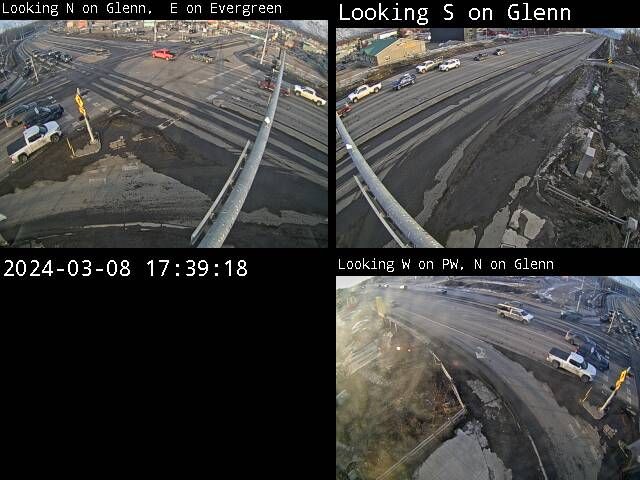 Looking N on Glenn,  E on Evergreen
Looking S on Glenn
2024-03-08 17:39:18
Looking W on PW, N on Glenn